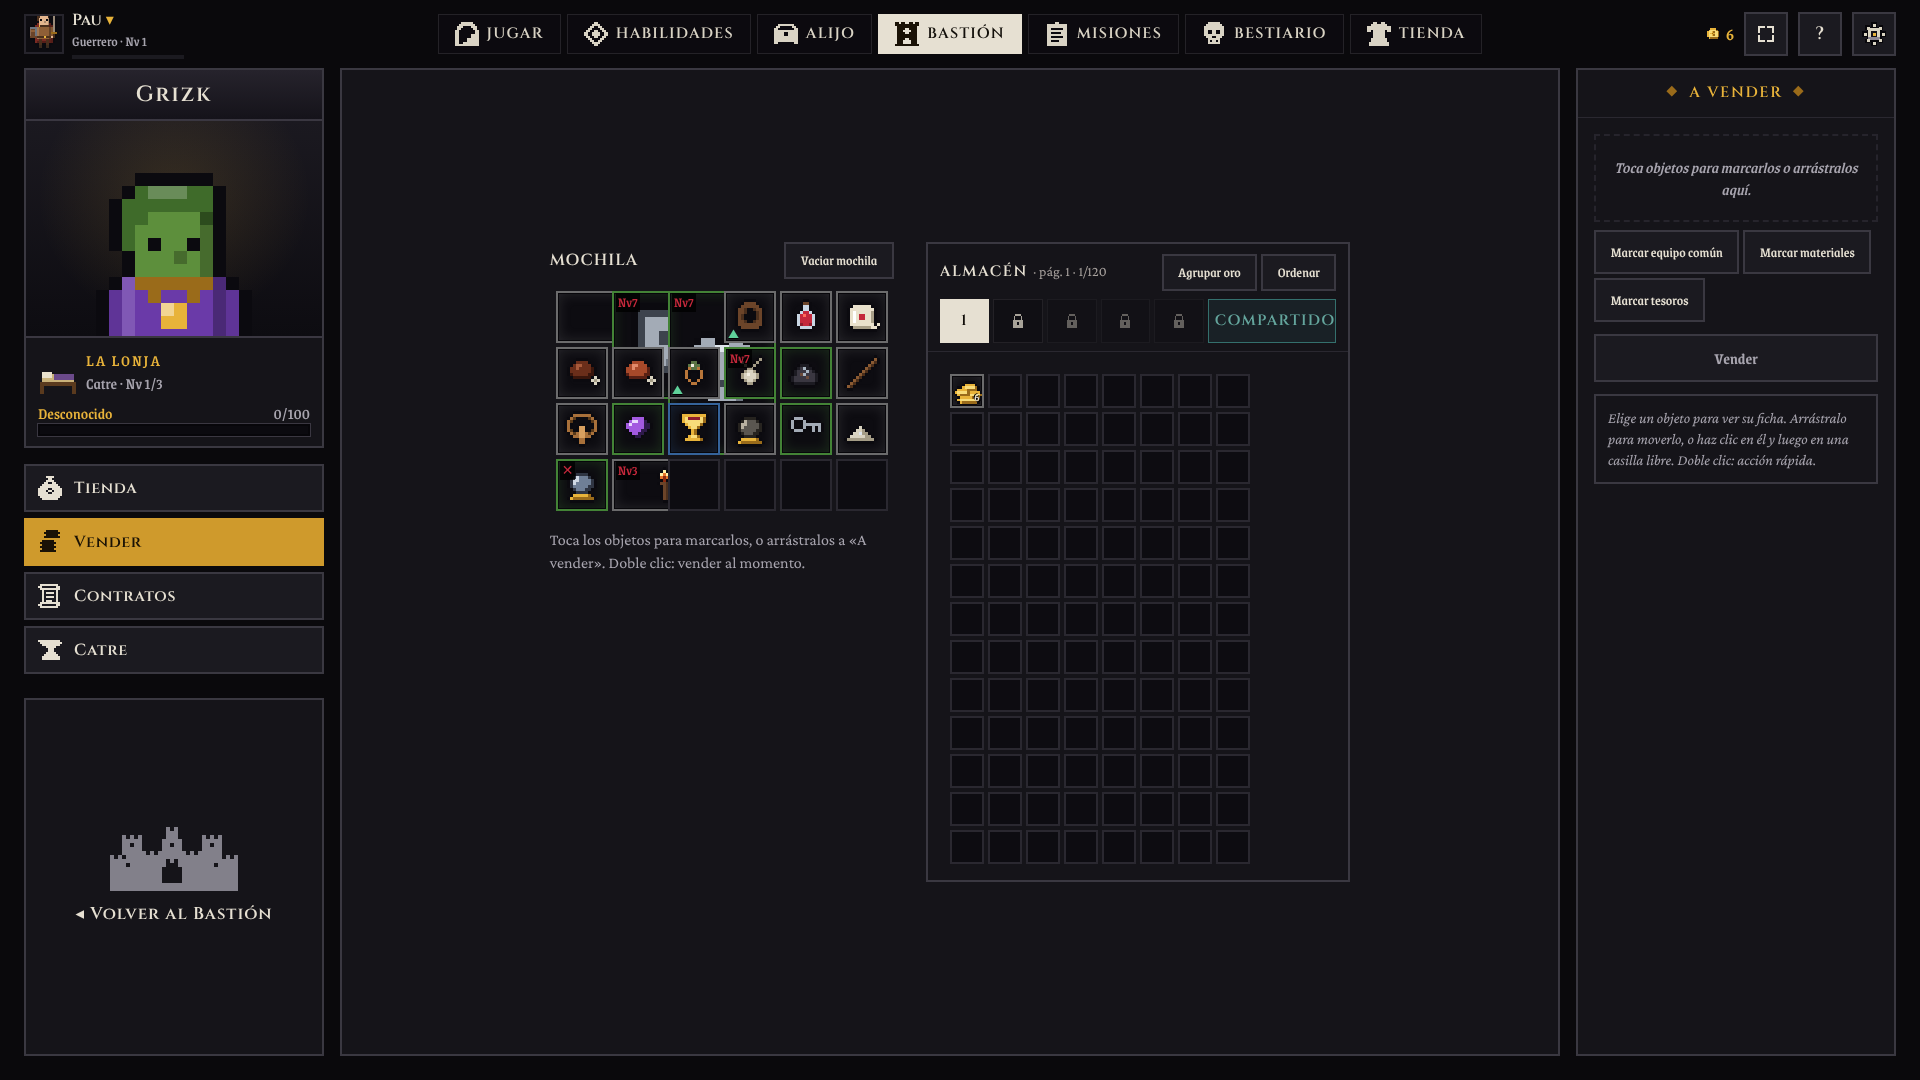 Pau ▾
Guerrero · Nv 1
JUGAR
HABILIDADES
ALIJO
BASTIÓN
MISIONES
BESTIARIO
TIENDA
6
?
Grizk
LA LONJA
Catre · Nv 1/3
Desconocido 0/100
Tienda
Vender
Contratos
Catre
◂ Volver al Bastión
MOCHILA
Vaciar mochila
Nv7
Nv7
Nv7
Nv3
Toca los objetos para marcarlos, o arrástralos a «A
vender». Doble clic: vender al momento.
ALMACÉN · pág. 1 · 1/120
Agrupar oro
Ordenar
1
COMPARTIDO
6
◆ A VENDER ◆
Toca objetos para marcarlos o arrástralos
aquí.
Marcar equipo común
Marcar materiales
Marcar tesoros
Vender
Elige un objeto para ver su ficha. Arrástralo
para moverlo, o haz clic en él y luego en una
casilla libre. Doble clic: acción rápida.